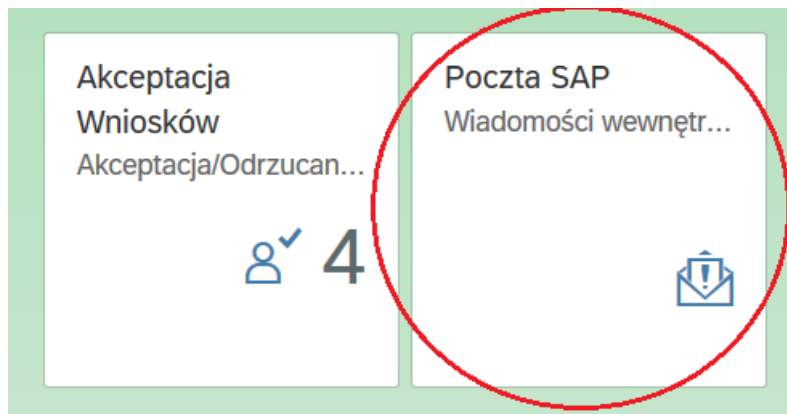 Akceptacja
Wniosków
Akceptacja/Odrzucan...
4
Poczta SAP
Wiadomości wewnętr...